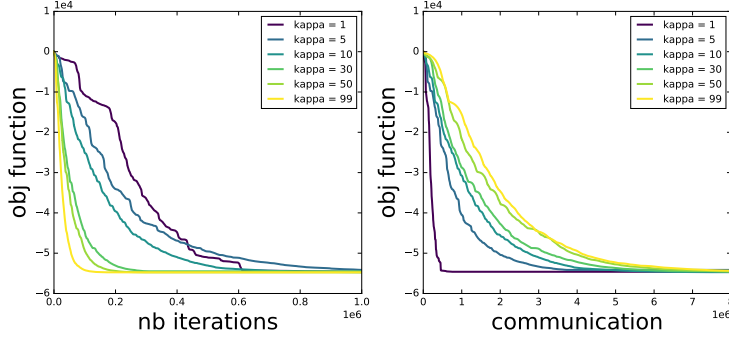 1e4
1
0
−1
−2
−3
−4
−5
−6
obj function
0.0
0.2
0.4
0.6
0.8
1.0
1e6
nb iterations
kappa = 1
kappa = 5
kappa = 10
kappa = 30
kappa = 50
kappa = 99
1e4
1
0
−1
−2
−3
−4
−5
−6
obj function
0
1
2
3
4
5
6
7
8
1e6
communication
kappa = 1
kappa = 5
kappa = 10
kappa = 30
kappa = 50
kappa = 99